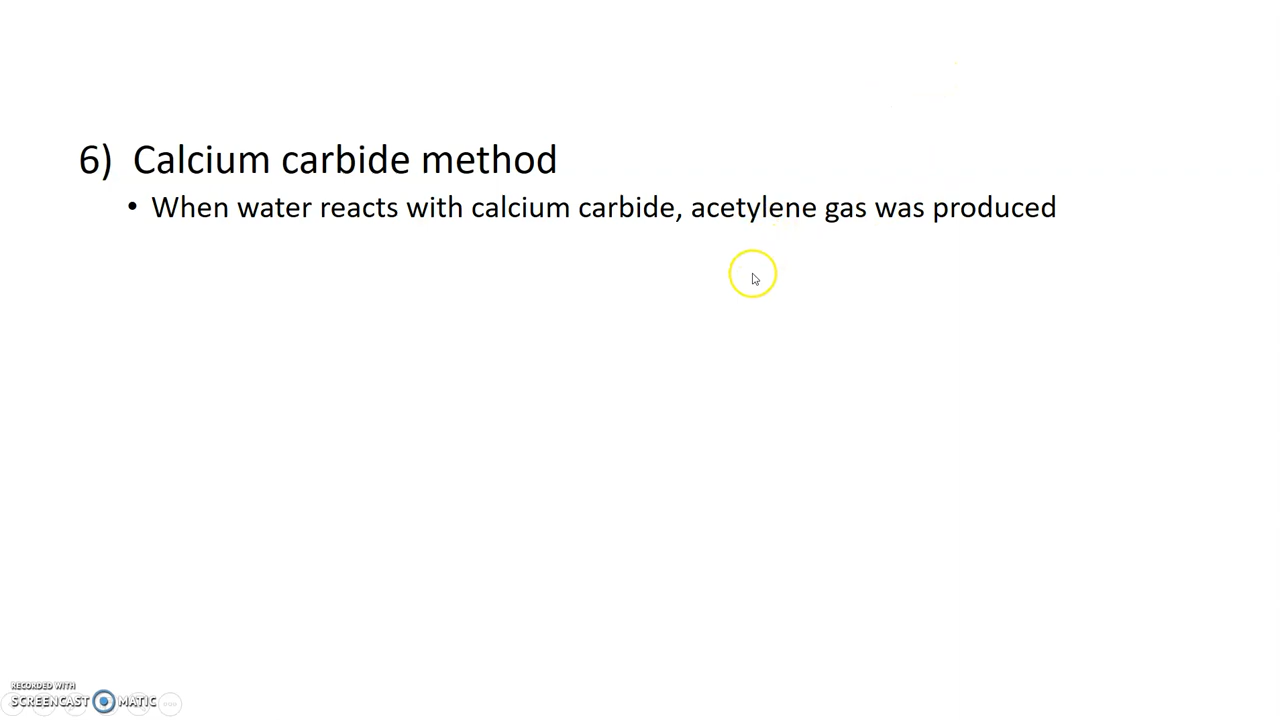 6) Calcium carbide method
• When water reacts with calcium carbide, acetylene gas was produced
RECORDED WITH
SCREENCAST MATIC